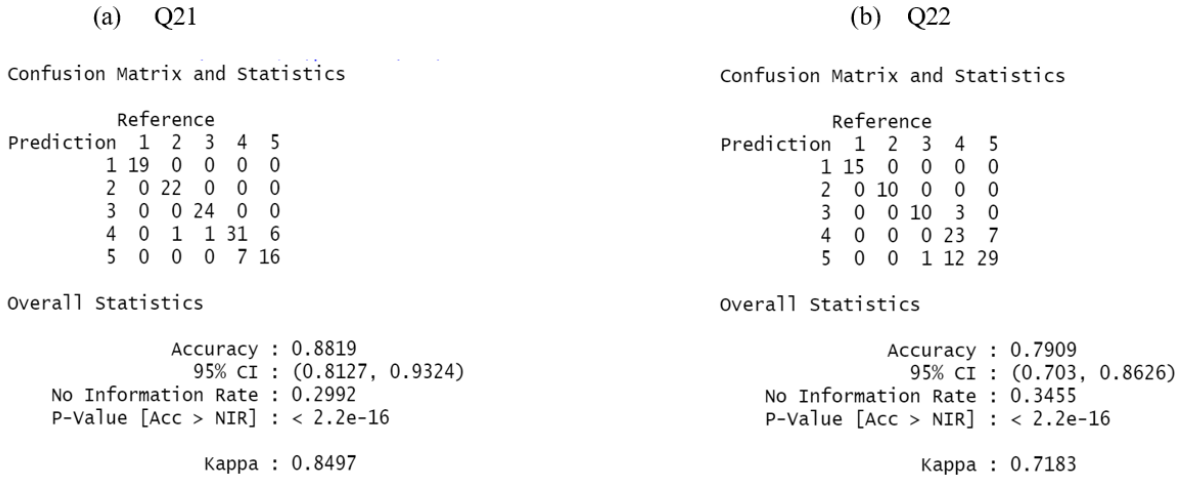 (a) Q21
Confusion Matrix and Statistics
Reference
Prediction 1 2 3 4 5
1 19 0 0 0 0
2 0 22 0 0 0
3 0 0 24 0 0
4 0 1 1 31 6
5 0 0 0 7 16
Overall Statistics
Accuracy : 0.8819
95% CI : (0.8127, 0.9324)
No Information Rate : 0.2992
P-Value [Acc > NIR] : < 2.2e-16
Kappa : 0.8497
(b) Q22
Confusion Matrix and Statistics
Reference
Prediction 1 2 3 4 5
1 15 0 0 0 0
2 0 10 0 0 0
3 0 0 10 3 0
4 0 0 0 23 7
5 0 0 1 12 29
Overall Statistics
Accuracy : 0.7909
95% CI : (0.703, 0.8626)
No Information Rate : 0.3455
P-Value [Acc > NIR] : < 2.2e-16
Kappa : 0.7183